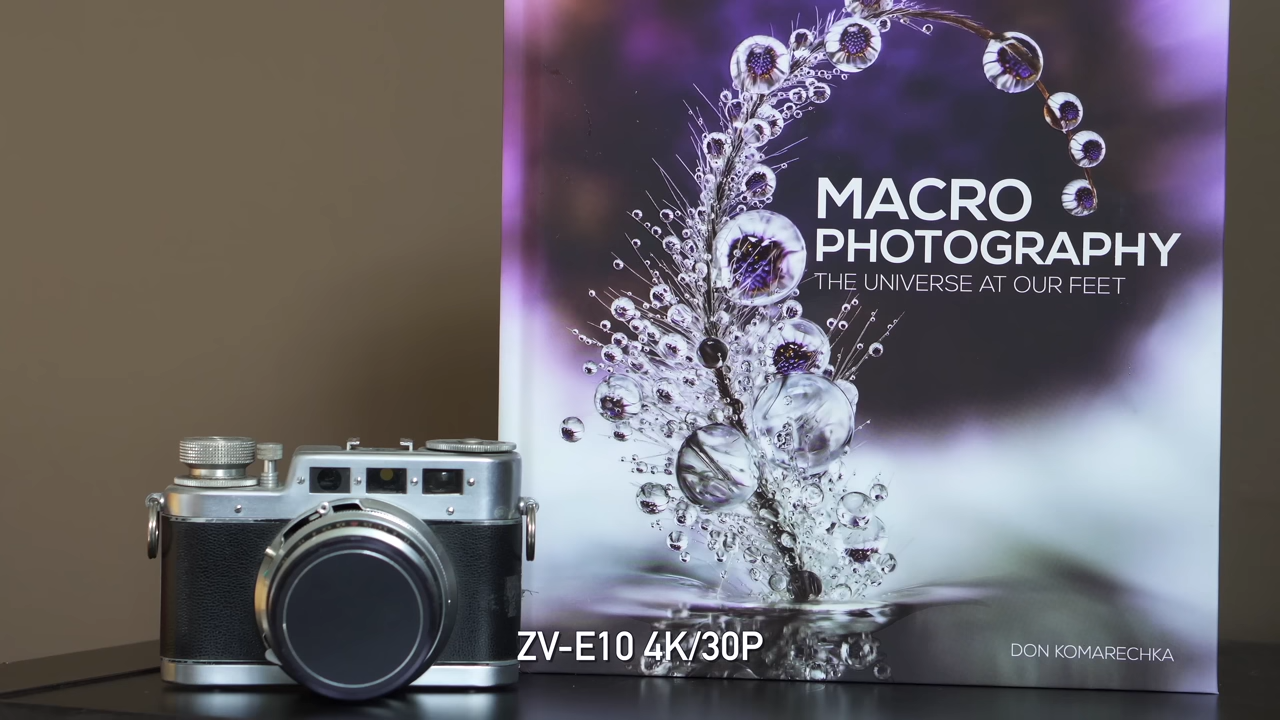 MACRO
PHOTOGRAPHY
THE UNIVERSE AT OUR FEET
ZV-E10 4K/30P
DON KOMARECHKA